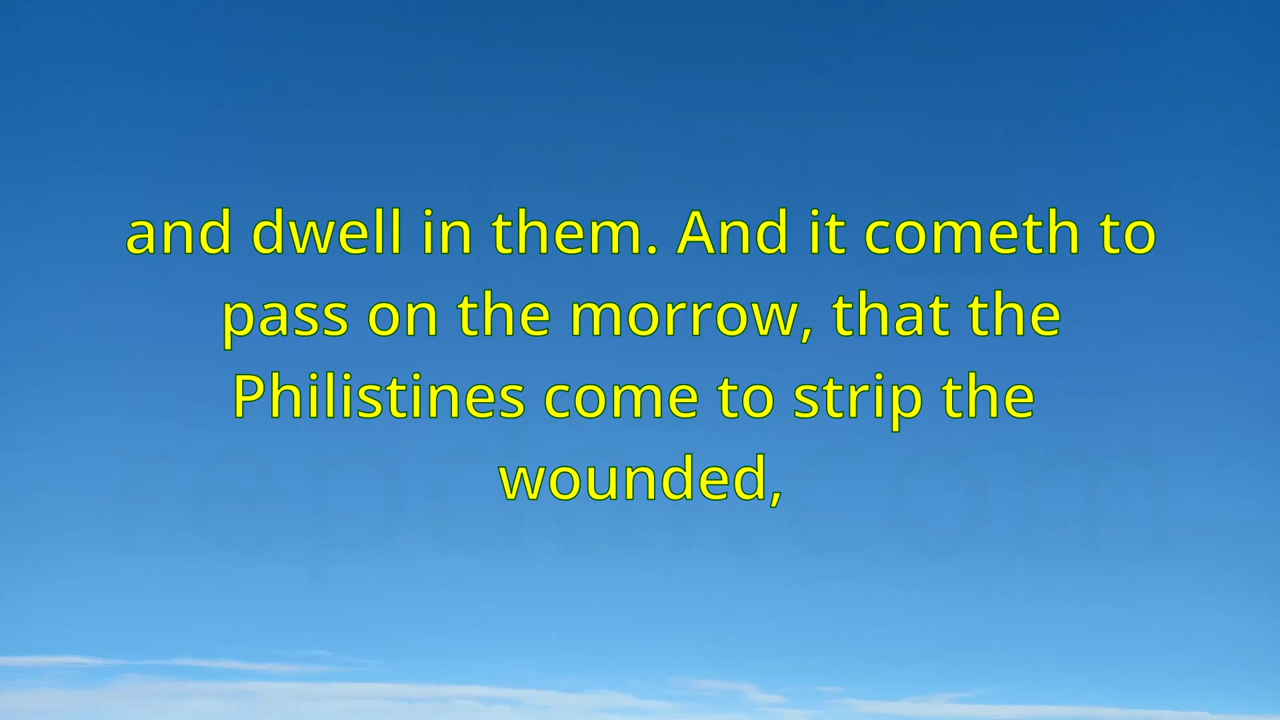 and dwell in them. And it cometh to
pass on the morrow, that the
Philistines come to strip the
wounded,